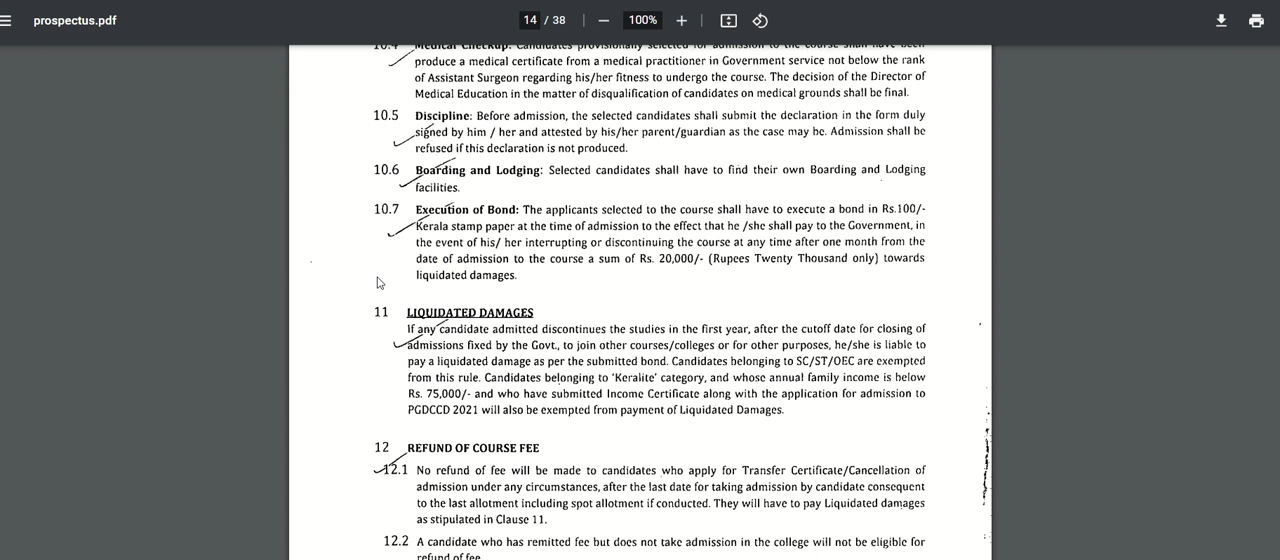 prospectus.pdf
14 / 38
100%
10.4 Medical Checkup: Candidates provisionally selected for admission to the course shall have been
produce a medical certificate from a medical practitioner in Government service not below the rank
of Assistant Surgeon regarding his/her fitness to undergo the course. The decision of the Director of
Medical Education in the matter of disqualification of candidates on medical grounds shall be final.
10.5 Discipline: Before admission, the selected candidates shall submit the declaration in the form duly
signed by him / her and attested by his/her parent/guardian as the case may be. Admission shall be
refused if this declaration is not produced.
10.6 Boarding and Lodging: Selected candidates shall have to find their own Boarding and Lodging
facilities.
10.7 Execution of Bond: The applicants selected to the course shall have to execute a bond in Rs.100/-
Kerala stamp paper at the time of admission to the effect that he /she shall pay to the Government, in
the event of his/ her interrupting or discontinuing the course at any time after one month from the
date of admission to the course a sum of Rs. 20,000/- (Rupees Twenty Thousand only) towards
liquidated damages.
11 LIQUIDATED DAMAGES
If any candidate admitted discontinues the studies in the first year, after the cutoff date for closing of
admissions fixed by the Govt., to join other courses/colleges or for other purposes, he/she is liable to
pay a liquidated damage as per the submitted bond. Candidates belonging to SC/ST/OEC are exempted
from this rule. Candidates belonging to 'Keralite' category, and whose annual family income is below
Rs. 75,000/- and who have submitted Income Certificate along with the application for admission to
PGDCCD 2021 will also be exempted from payment of Liquidated Damages.
12 REFUND OF COURSE FEE
12.1 No refund of fee will be made to candidates who apply for Transfer Certificate/Cancellation of
admission under any circumstances, after the last date for taking admission by candidate consequent
to the last allotment including spot allotment if conducted. They will have to pay Liquidated damages
as stipulated in Clause 11.
12.2 A candidate who has remitted fee but does not take admission in the college will not be eligible for
refund of fee.